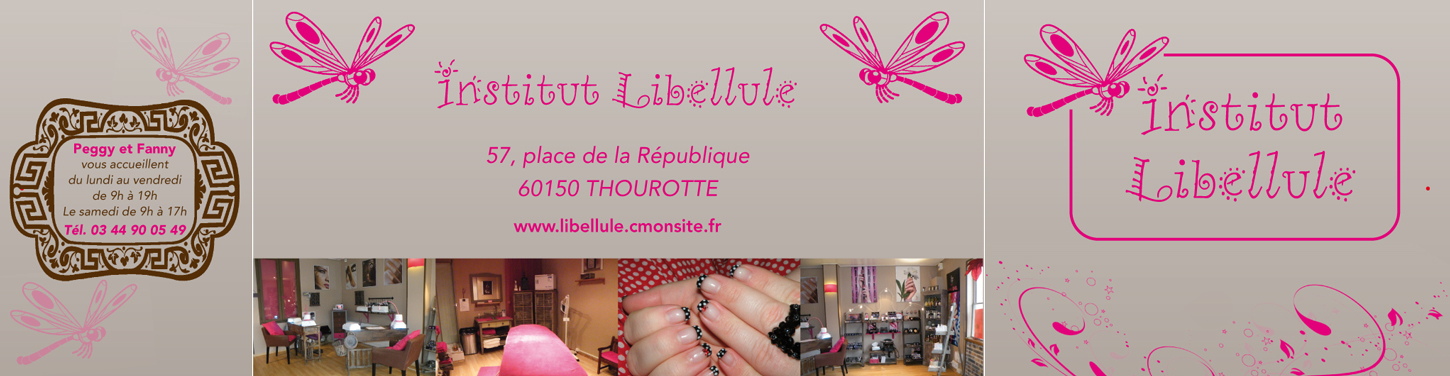 Peggy et Fanny
vous accueillent
du lundi au vendredi
de 9h à 19h
Le samedi de 9h à 17h
Tél. 03 44 90 05 49
institut Libellule
57, place de la République
60150 THOUROTTE
www.libellule.cmonsite.fr
institut
Libellule